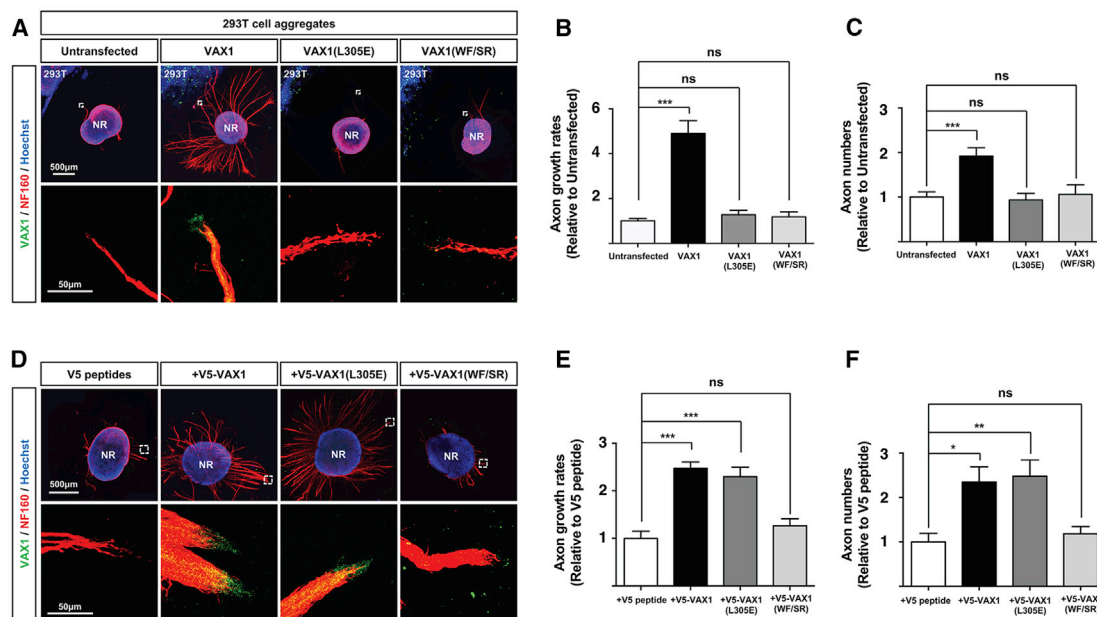 A
293T cell aggregates
Untransfected
VAX1
VAX1(L305E)
VAX1(WF/SR)
VAX1 / NF160 / Hoechst
293T
293T
293T
293T
NR
NR
NR
NR
500µm
50µm
B
ns
ns
***
Axon growth rates
(Relative to Untransfected)
6
4
2
Untransfected
VAX1
VAX1
(L305E)
VAX1
(WF/SR)
C
ns
ns
***
Axon numbers
(Relative to Untransfected)
3
2
1
Untransfected
VAX1
VAX1
(L305E)
VAX1
(WF/SR)
D
V5 peptides
+V5-VAX1
+V5-VAX1(L305E)
+V5-VAX1(WF/SR)
VAX1 / NF160 / Hoechst
NR
NR
NR
NR
500µm
50µm
E
ns
***
***
Axon growth rates
(Relative to V5 peptide)
3
2
1
+V5 peptide
+V5-VAX1
+V5-VAX1
(L305E)
+V5-VAX1
(WF/SR)
F
ns
**
*
Axon numbers
(Relative to V5 peptide)
3
2
1
+V5 peptide
+V5-VAX1
+V5-VAX1
(L305E)
+V5-VAX
(WF/SR)